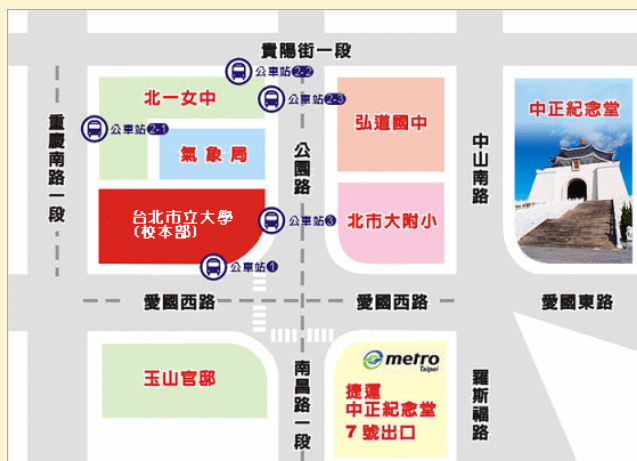 貴陽街一段
公車站2-2
北一女中
公車站2-3
公車站2-1
弘道國中
中正紀念堂
重慶南路一段
氣象局
公園路
中山南路
台北市立大學
(校本部)
公車站3
北市大附小
公車站1
愛國西路
愛國西路
愛國東路
玉山官邸
南昌路一段
metro
Taipei
捷運
中正紀念堂
7號出口
羅斯福路